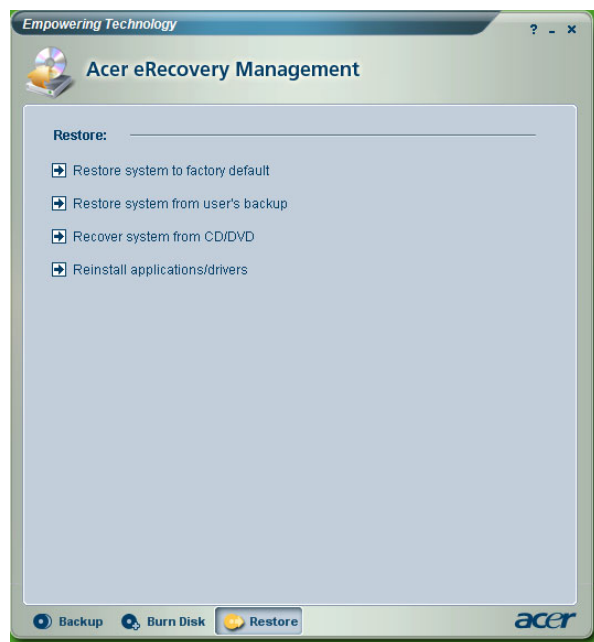 Empowering Technology
? - ×
Acer eRecovery Management
Restore:
Restore system to factory default
Restore system from user's backup
Recover system from CD/DVD
Reinstall applications/drivers
Backup Burn Disk Restore acer